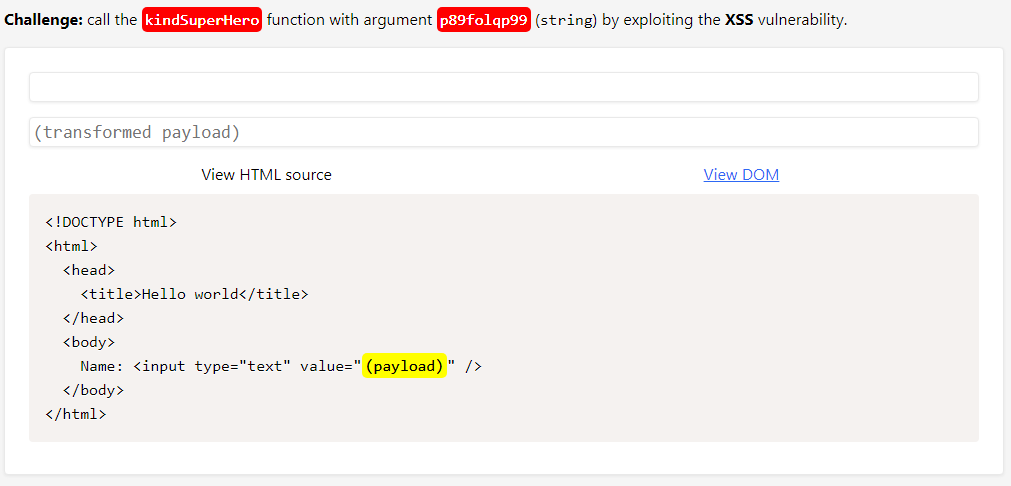 Challenge: call the kindSuperHero function with argument p89folqp99 (string) by exploiting the XSS vulnerability.
(transformed payload)
View HTML source View DOM
<!DOCTYPE html>
<html>
<head>
<title>Hello world</title>
</head>
<body>
Name: <input type="text" value="(payload)" />
</body>
</html>